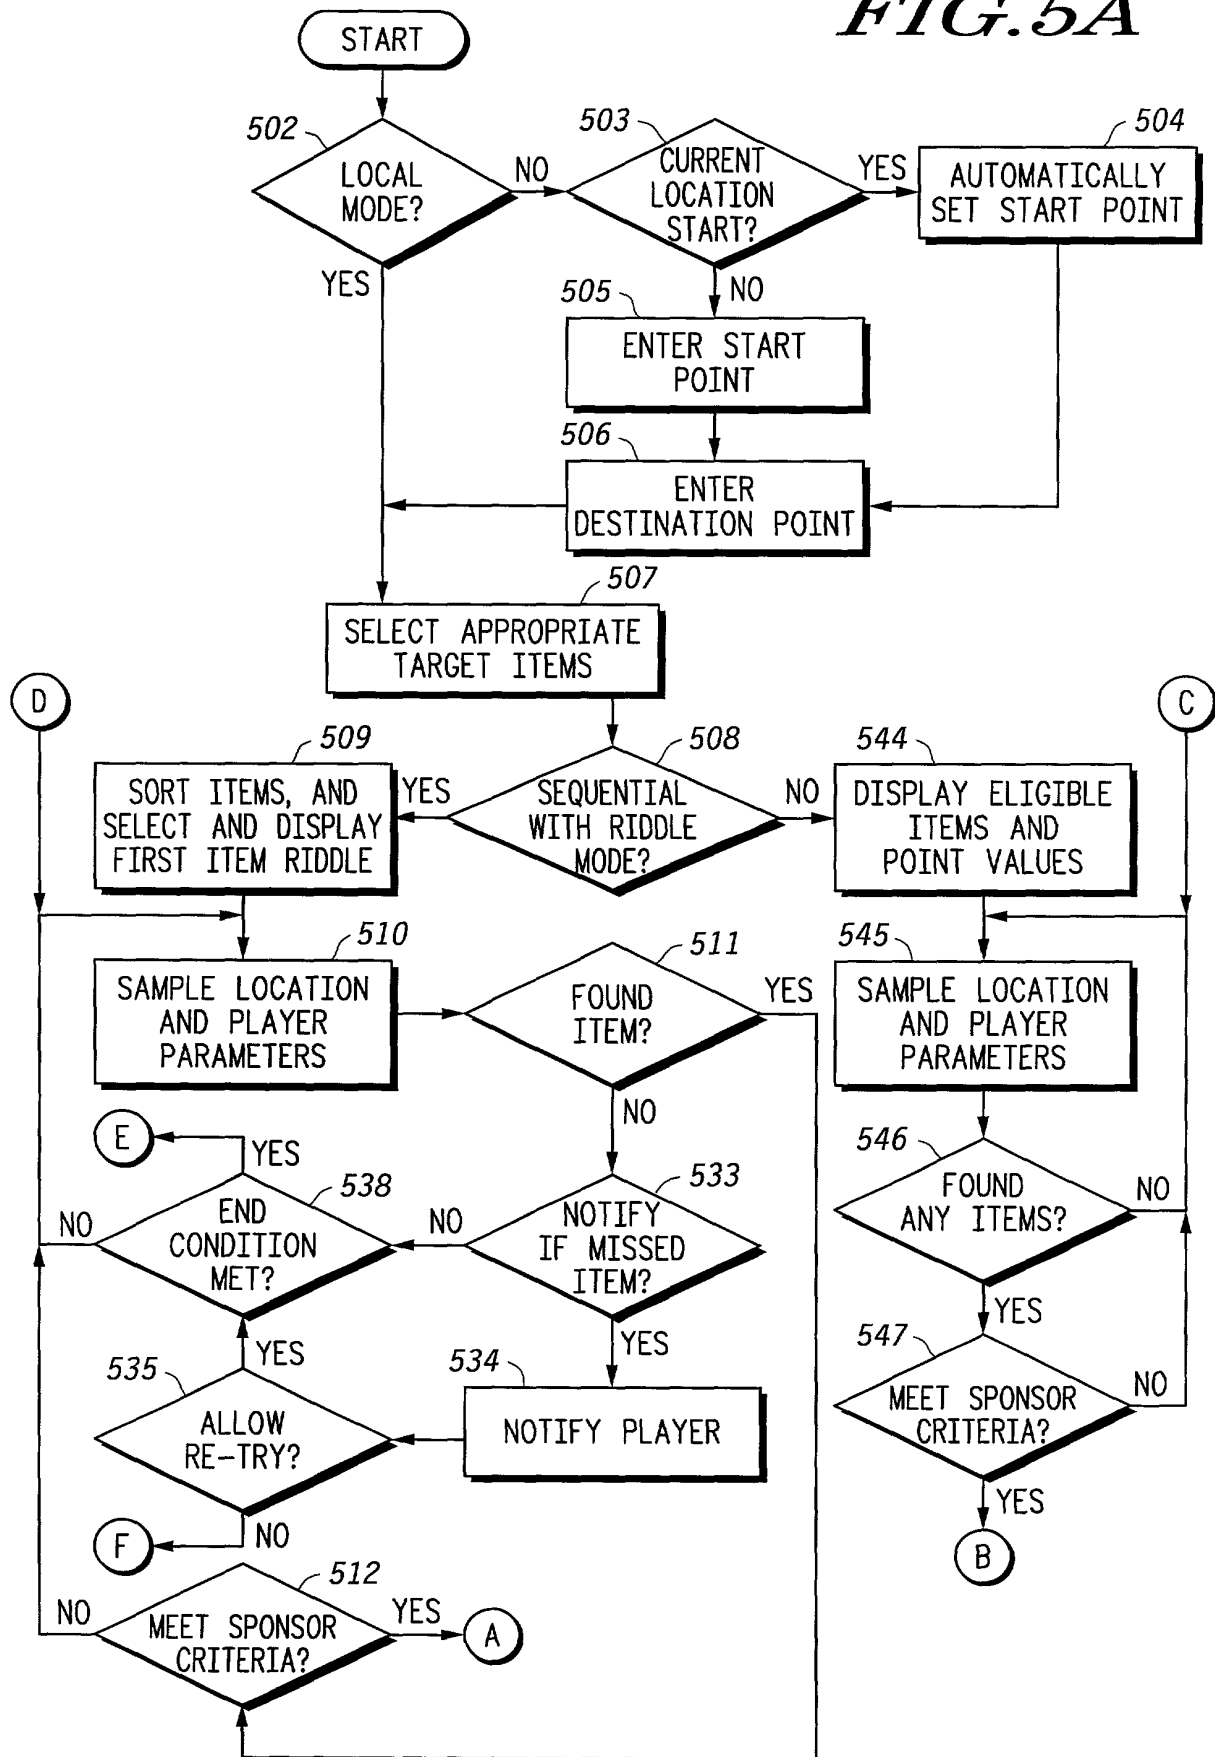 FIG.5A
START
502
LOCAL
MODE?
NO
YES
503
CURRENT
LOCATION
START?
YES
NO
504
AUTOMATICALLY
SET START POINT
505
ENTER START
POINT
506
ENTER
DESTINATION POINT
507
SELECT APPROPRIATE
TARGET ITEMS
D
C
508
SEQUENTIAL
WITH RIDDLE
MODE?
YES
NO
509
SORT ITEMS, AND
SELECT AND DISPLAY
FIRST ITEM RIDDLE
544
DISPLAY ELIGIBLE
ITEMS AND
POINT VALUES
510
SAMPLE LOCATION
AND PLAYER
PARAMETERS
511
FOUND
ITEM?
YES
NO
545
SAMPLE LOCATION
AND PLAYER
PARAMETERS
E
YES
538
END
CONDITION
MET?
NO
533
NOTIFY
IF MISSED
ITEM?
NO
YES
546
FOUND
ANY ITEMS?
NO
YES
535
ALLOW
RE-TRY?
YES
NO
534
NOTIFY PLAYER
547
MEET SPONSOR
CRITERIA?
NO
YES
F
B
512
MEET SPONSOR
CRITERIA?
NO
YES
A